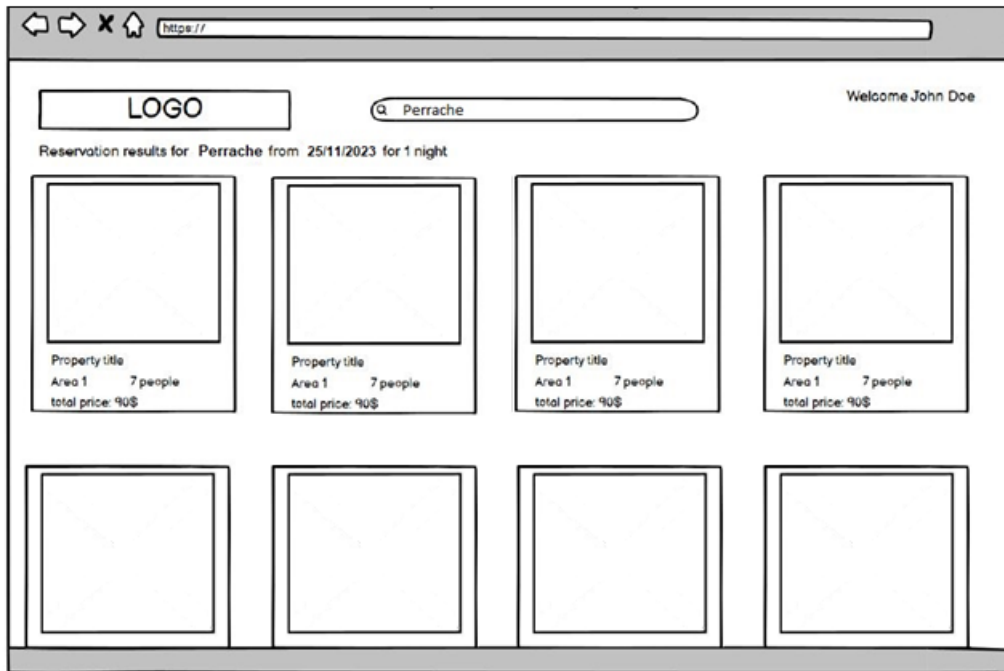 https://
LOGO
Perrache
Welcome John Doe
Reservation results for Perrache from 25/11/2023 for 1 night
Property title
Area 1 7 people
total price: 90$
Property title
Area 1 7 people
total price: 90$
Property title
Area 1 7 people
total price: 90$
Property title
Area 1 7 people
total price: 90$